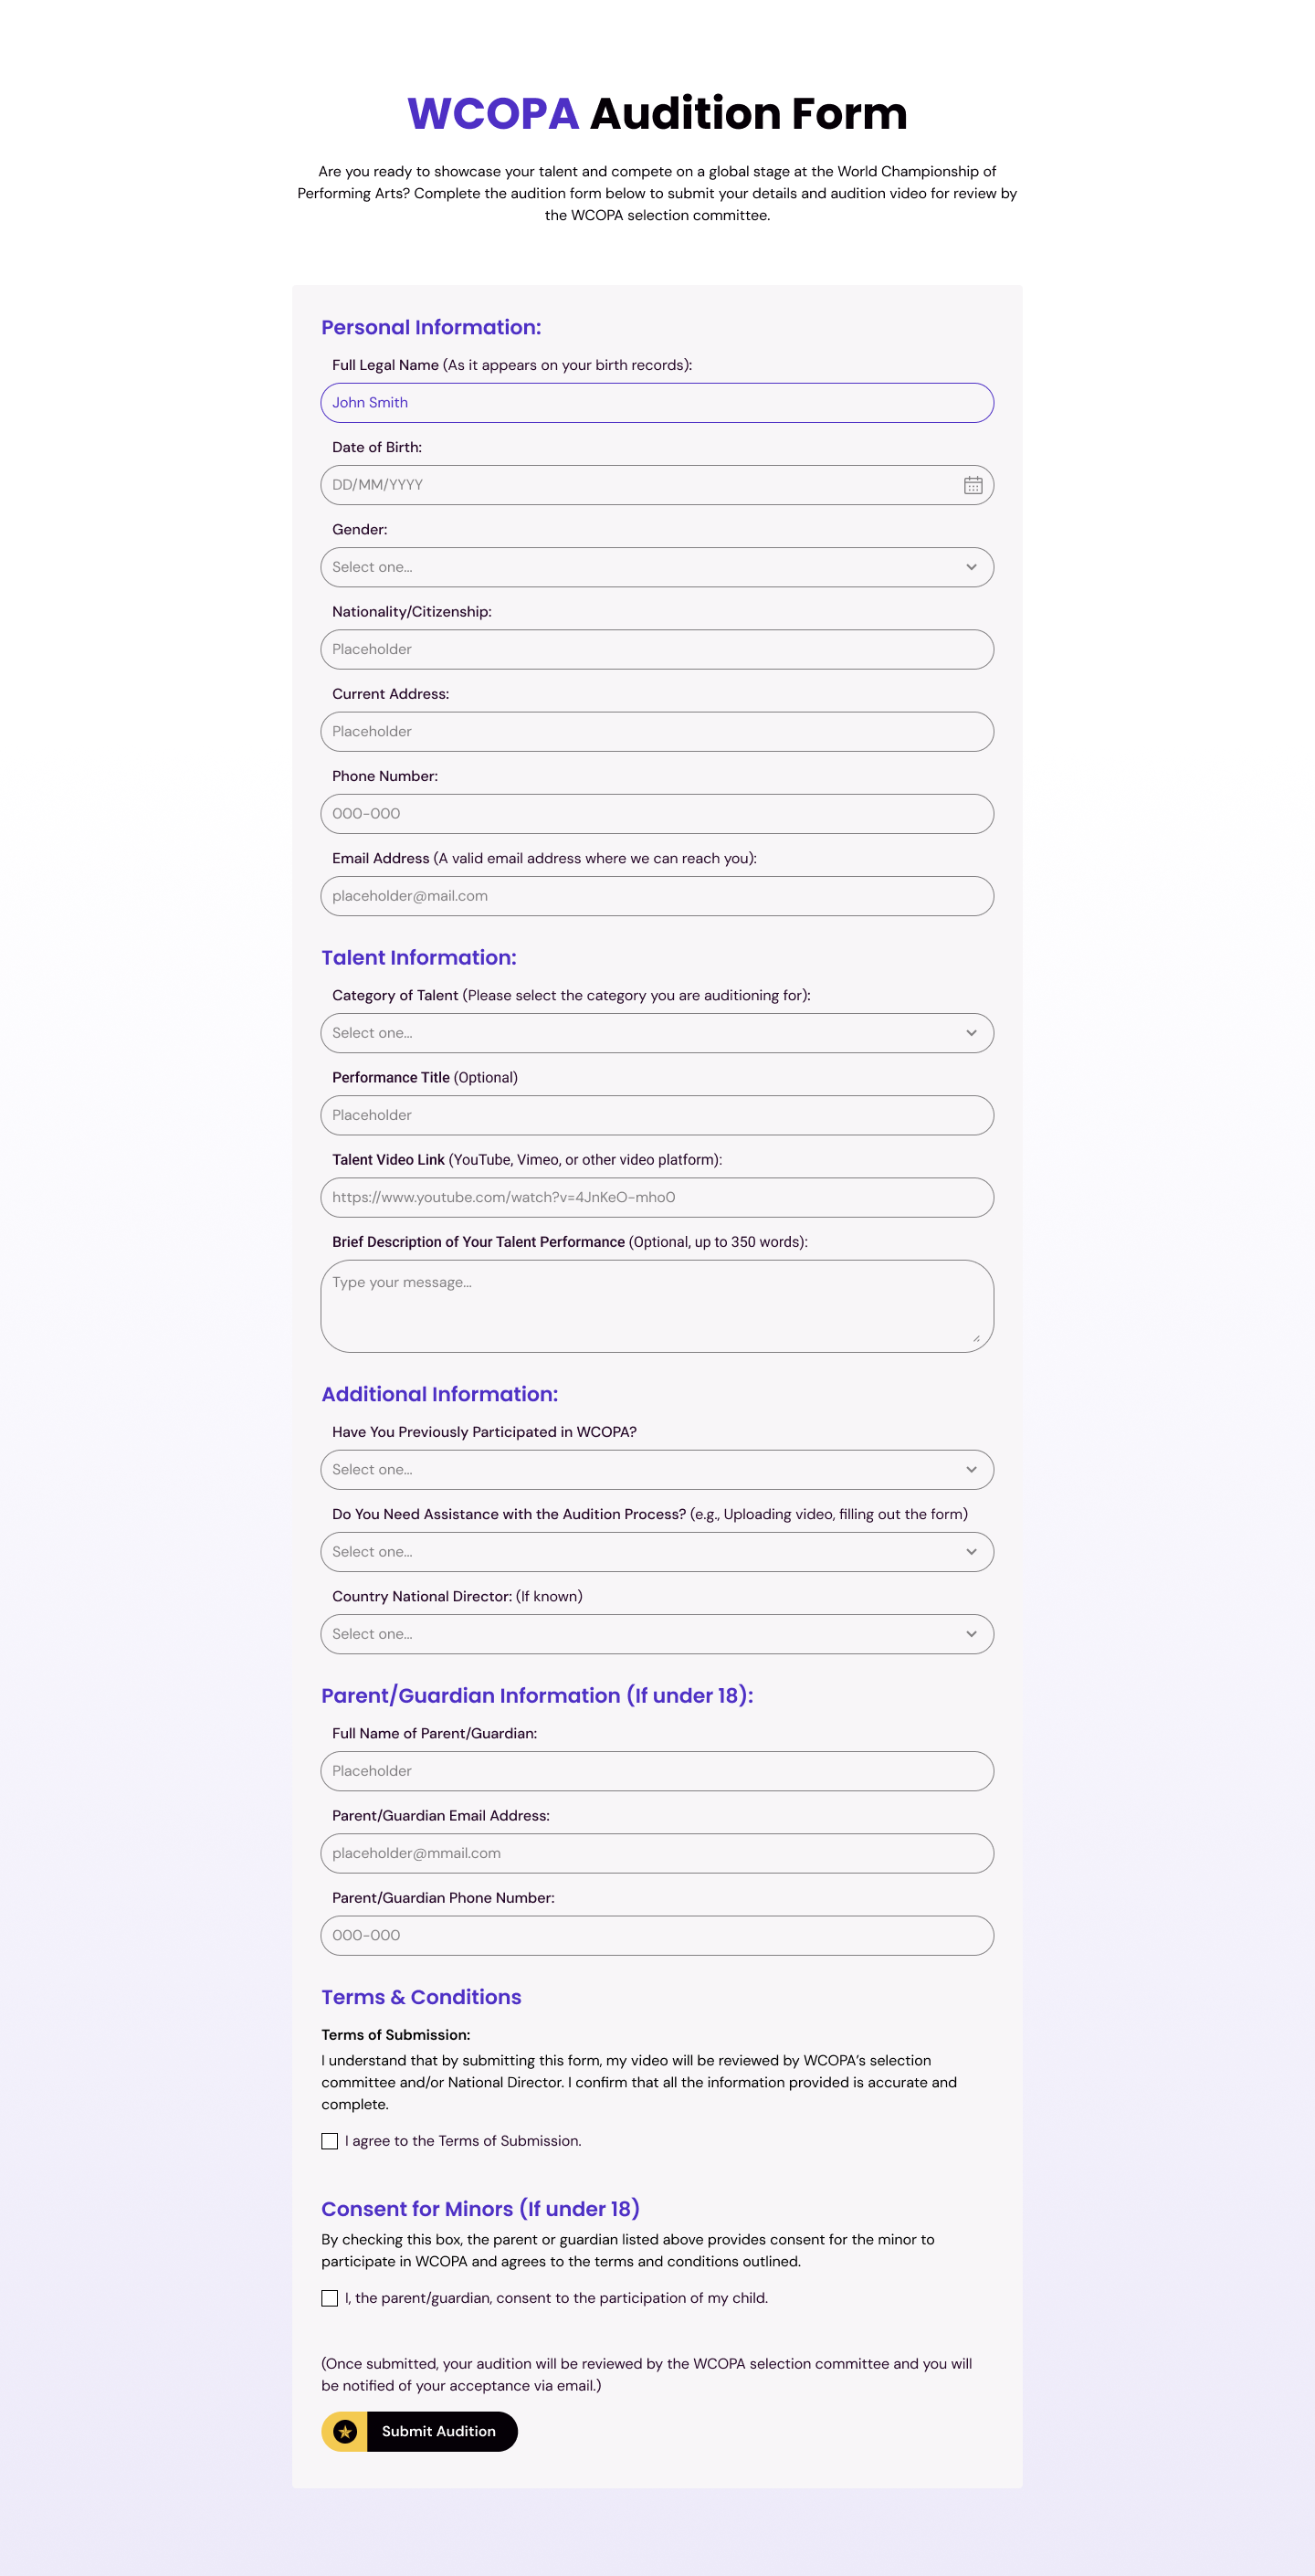 WCOPA Audition Form
Are you ready to showcase your talent and compete on a global stage at the World Championship of
Performing Arts? Complete the audition form below to submit your details and audition video for review by
the WCOPA selection committee.
Personal Information:
Full Legal Name (As it appears on your birth records):
John Smith
Date of Birth:
DD/MM/YYYY
Gender:
Select one...
Nationality/Citizenship:
Placeholder
Current Address:
Placeholder
Phone Number:
000-000
Email Address (A valid email address where we can reach you):
placeholder@mail.com
Talent Information:
Category of Talent (Please select the category you are auditioning for):
Select one...
Performance Title (Optional)
Placeholder
Talent Video Link (YouTube, Vimeo, or other video platform):
https://www.youtube.com/watch?v=4JnKeO-mho0
Brief Description of Your Talent Performance (Optional, up to 350 words):
Type your message...
Additional Information:
Have You Previously Participated in WCOPA?
Select one...
Do You Need Assistance with the Audition Process? (e.g., Uploading video, filling out the form)
Select one...
Country National Director: (If known)
Select one...
Parent/Guardian Information (If under 18):
Full Name of Parent/Guardian:
Placeholder
Parent/Guardian Email Address:
placeholder@mmail.com
Parent/Guardian Phone Number:
000-000
Terms & Conditions
Terms of Submission:
I understand that by submitting this form, my video will be reviewed by WCOPA’s selection
committee and/or National Director. I confirm that all the information provided is accurate and
complete.
I agree to the Terms of Submission.
Consent for Minors (If under 18)
By checking this box, the parent or guardian listed above provides consent for the minor to
participate in WCOPA and agrees to the terms and conditions outlined.
I, the parent/guardian, consent to the participation of my child.
(Once submitted, your audition will be reviewed by the WCOPA selection committee and you will
be notified of your acceptance via email.)
Submit Audition